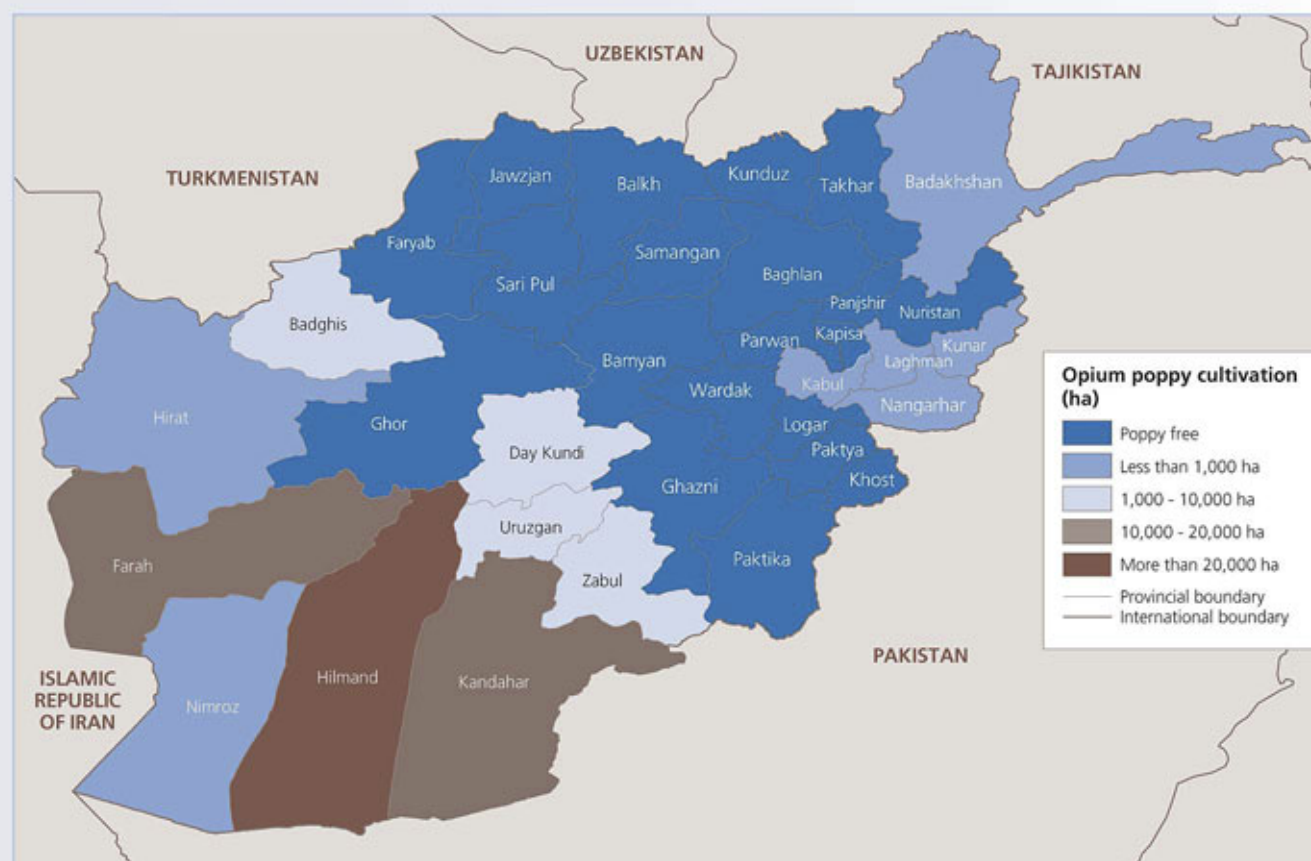 UZBEKISTAN
TAJIKISTAN
TURKMENISTAN
Jawzjan
Balkh
Kunduz
Takhar
Badakhshan
Faryab
Samangan
Baghlan
Sari Pul
Panjshir
Nuristan
Badghis
Parwan
Kapisa
Kunar
Laghman
Bamyan
Kabul
Wardak
Nangarhar
Hirat
Ghor
Logar
Day Kundi
Paktya
Ghazni
Khost
Uruzgan
Farah
Zabul
Paktika
PAKISTAN
ISLAMIC
REPUBLIC
OF IRAN
Nimroz
Hilmand
Kandahar
Opium poppy cultivation
(ha)
Poppy free
Less than 1,000 ha
1,000 - 10,000 ha
10,000 - 20,000 ha
More than 20,000 ha
Provincial boundary
International boundary